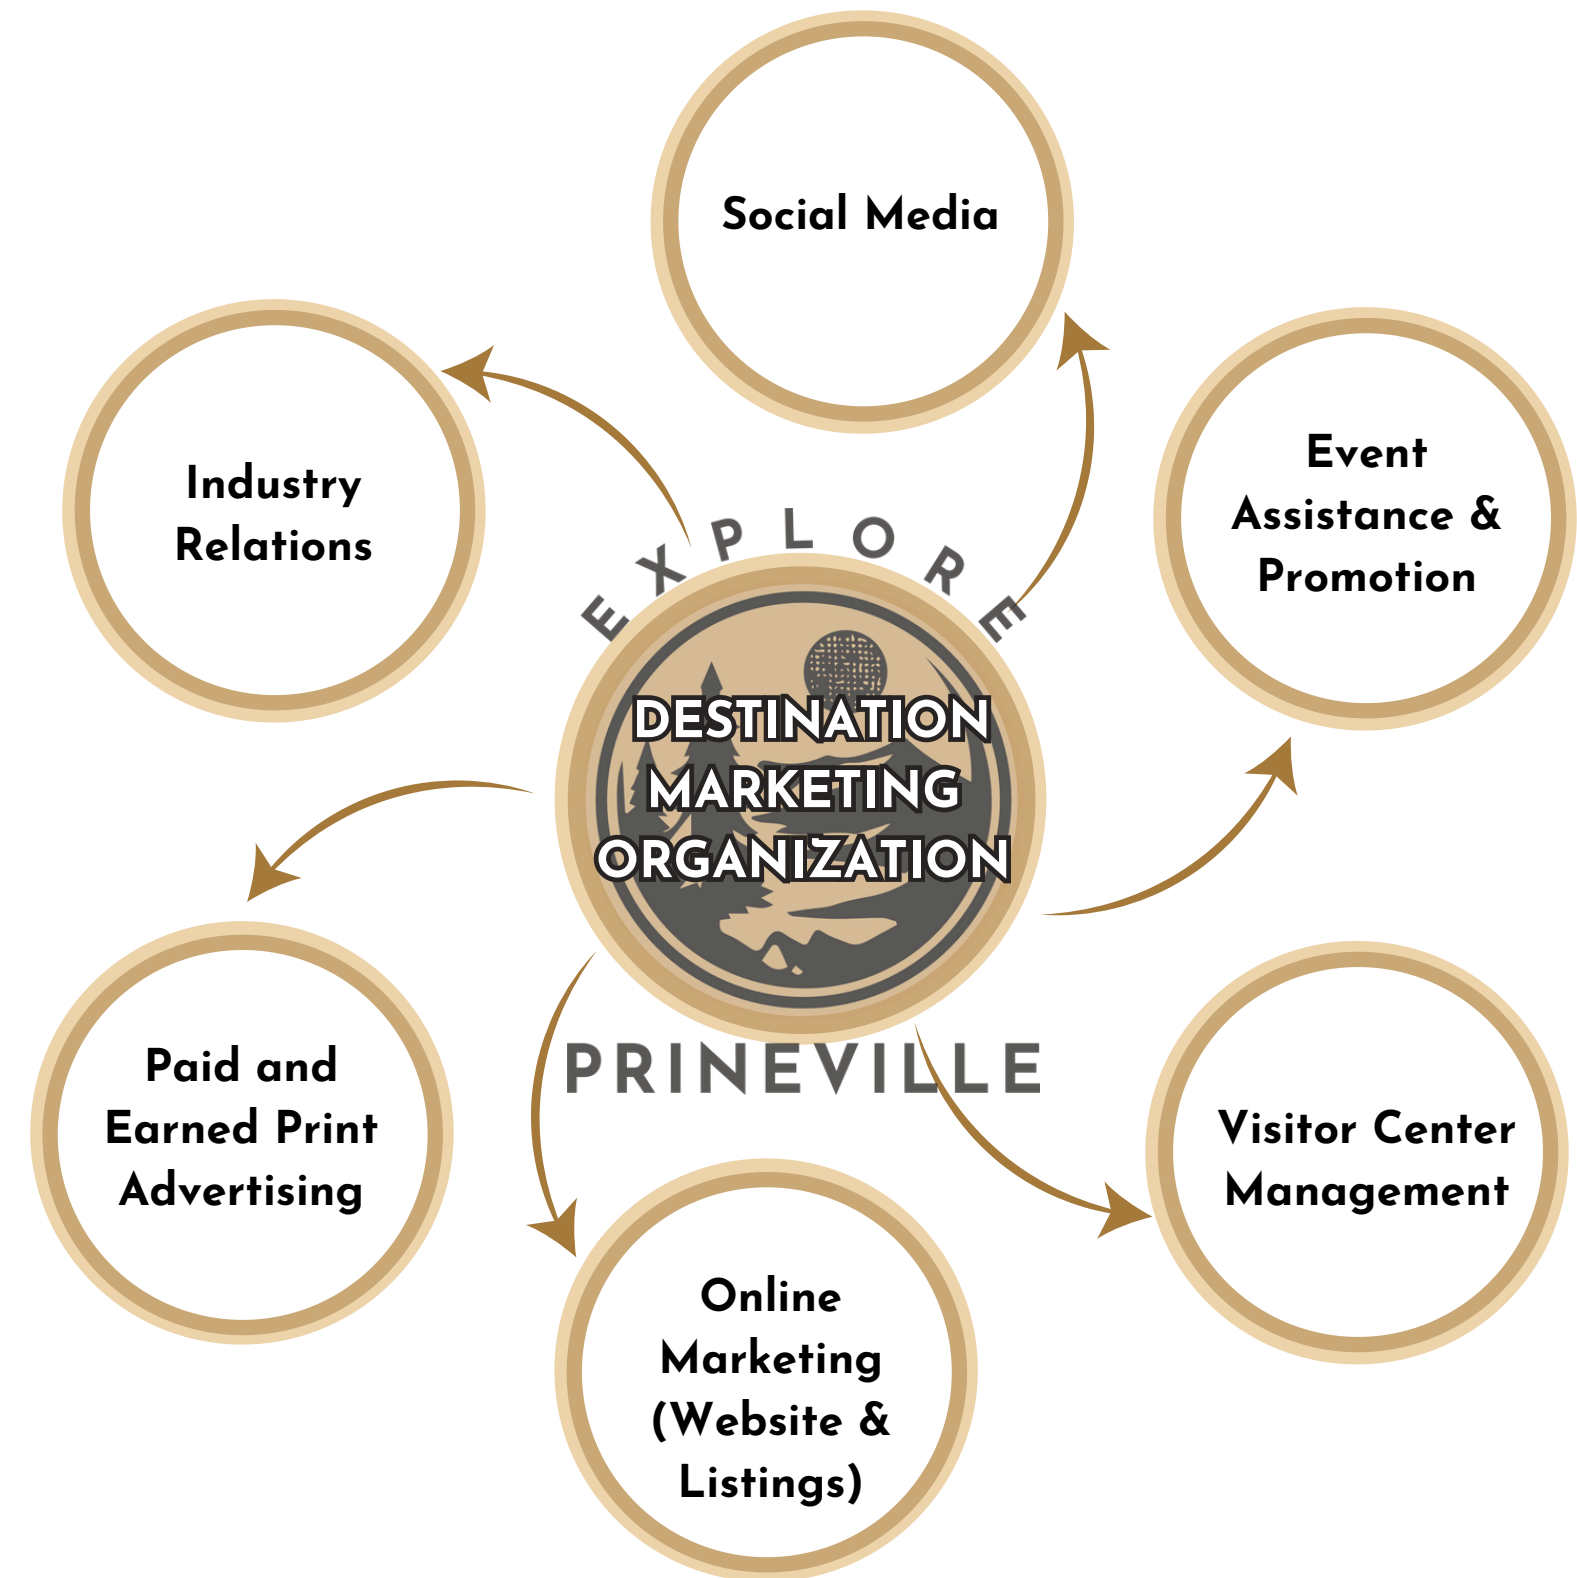 Social Media
Industry
Relations
Event
Assistance &
Promotion
EXPLORE
DESTINATION
MARKETING
ORGANIZATION
PRINEVILLE
Paid and
Earned Print
Advertising
Visitor Center
Management
Online
Marketing
(Website &
Listings)